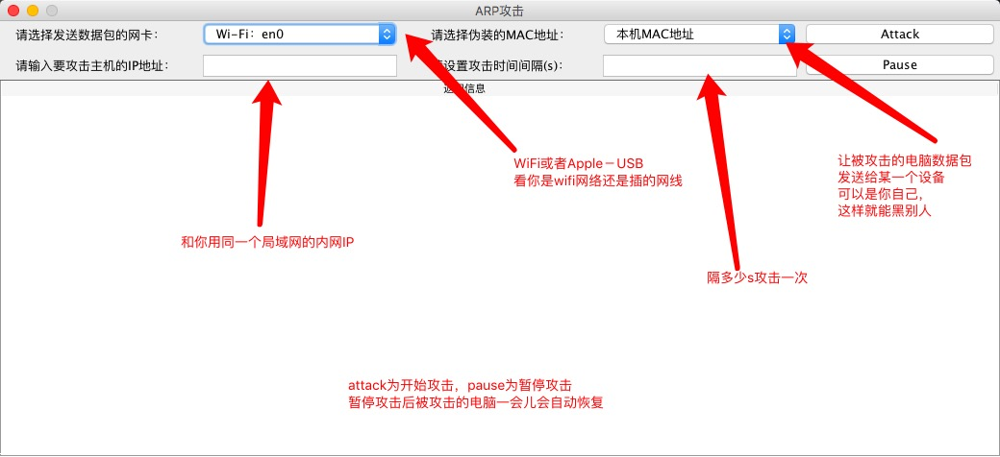 ARP攻击
请选择发送数据包的网卡：
Wi-Fi：en0
请选择伪装的MAC地址：
本机MAC地址
Attack
请输入要攻击主机的IP地址：
设置攻击时间间隔(s)：
Pause
信息
WiFi或者Apple－USB
看你是wifi网络还是插的网线
让被攻击的电脑数据包
发送给某一个设备
可以是你自己，
这样就能黑别人
和你用同一个局域网的内网IP
隔多少s攻击一次
attack为开始攻击，pause为暂停攻击
暂停攻击后被攻击的电脑一会儿会自动恢复